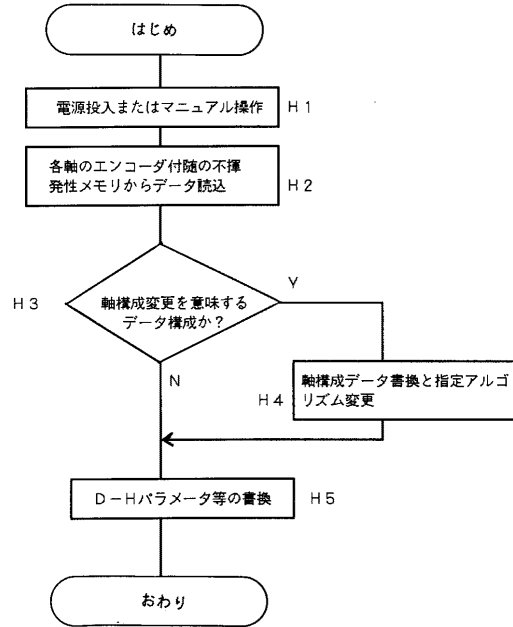 はじめ
電源投入またはマニュアル操作
H1
各軸のエンコーダ付随の不揮
発性メモリからデータ読込
H2
H3
軸構成変更を意味する
データ構成か?
Y
N
軸構成データ書換と指定アルゴ
リズム変更
H4
D-Hパラメータ等の書換
H5
おわり